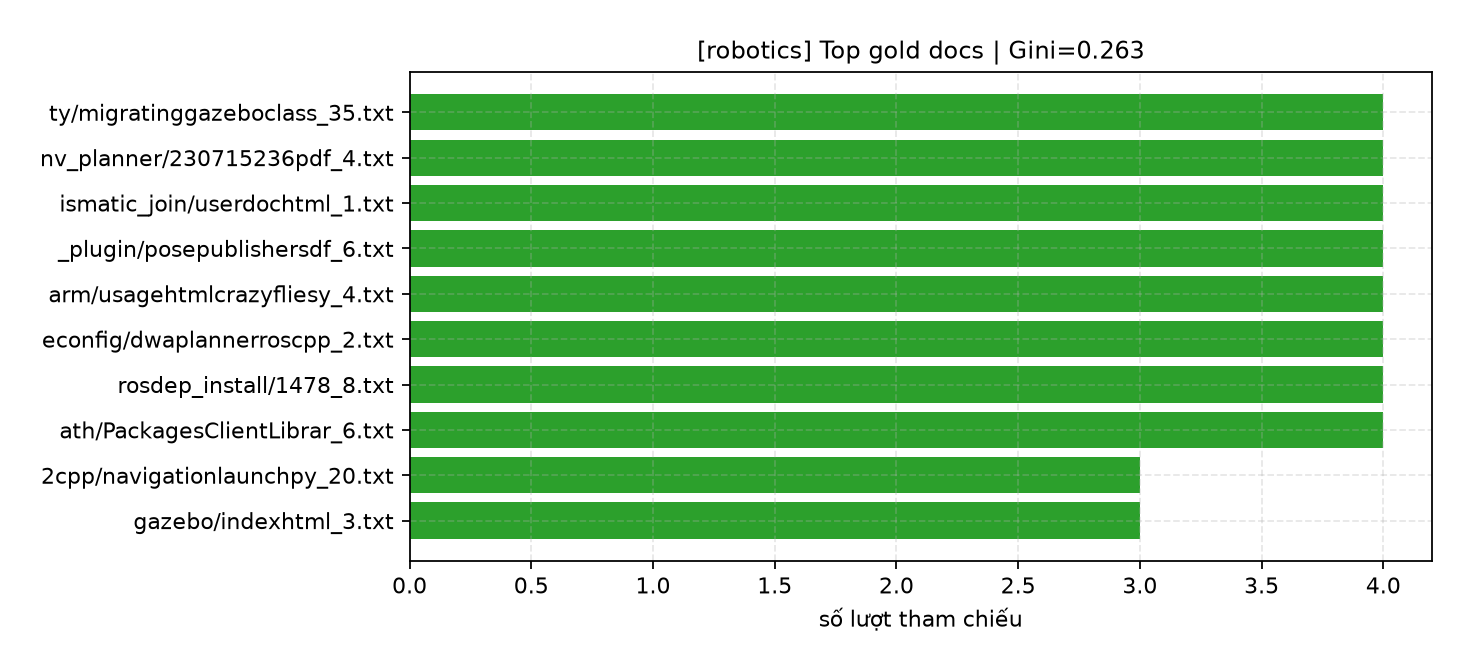 [robotics] Top gold docs | Gini=0.263
ty/migratinggazeboclass_35.txt
nv_planner/230715236pdf_4.txt
ismatic_join/userdochtml_1.txt
_plugin/posepublishersdf_6.txt
arm/usagehtmlcrazyfliesy_4.txt
econfig/dwaplannerroscpp_2.txt
rosdep_install/1478_8.txt
ath/PackagesClientLibrar_6.txt
2cpp/navigationlaunchpy_20.txt
gazebo/indexhtml_3.txt
0.0 0.5 1.0 1.5 2.0 2.5 3.0 3.5 4.0
số lượt tham chiếu